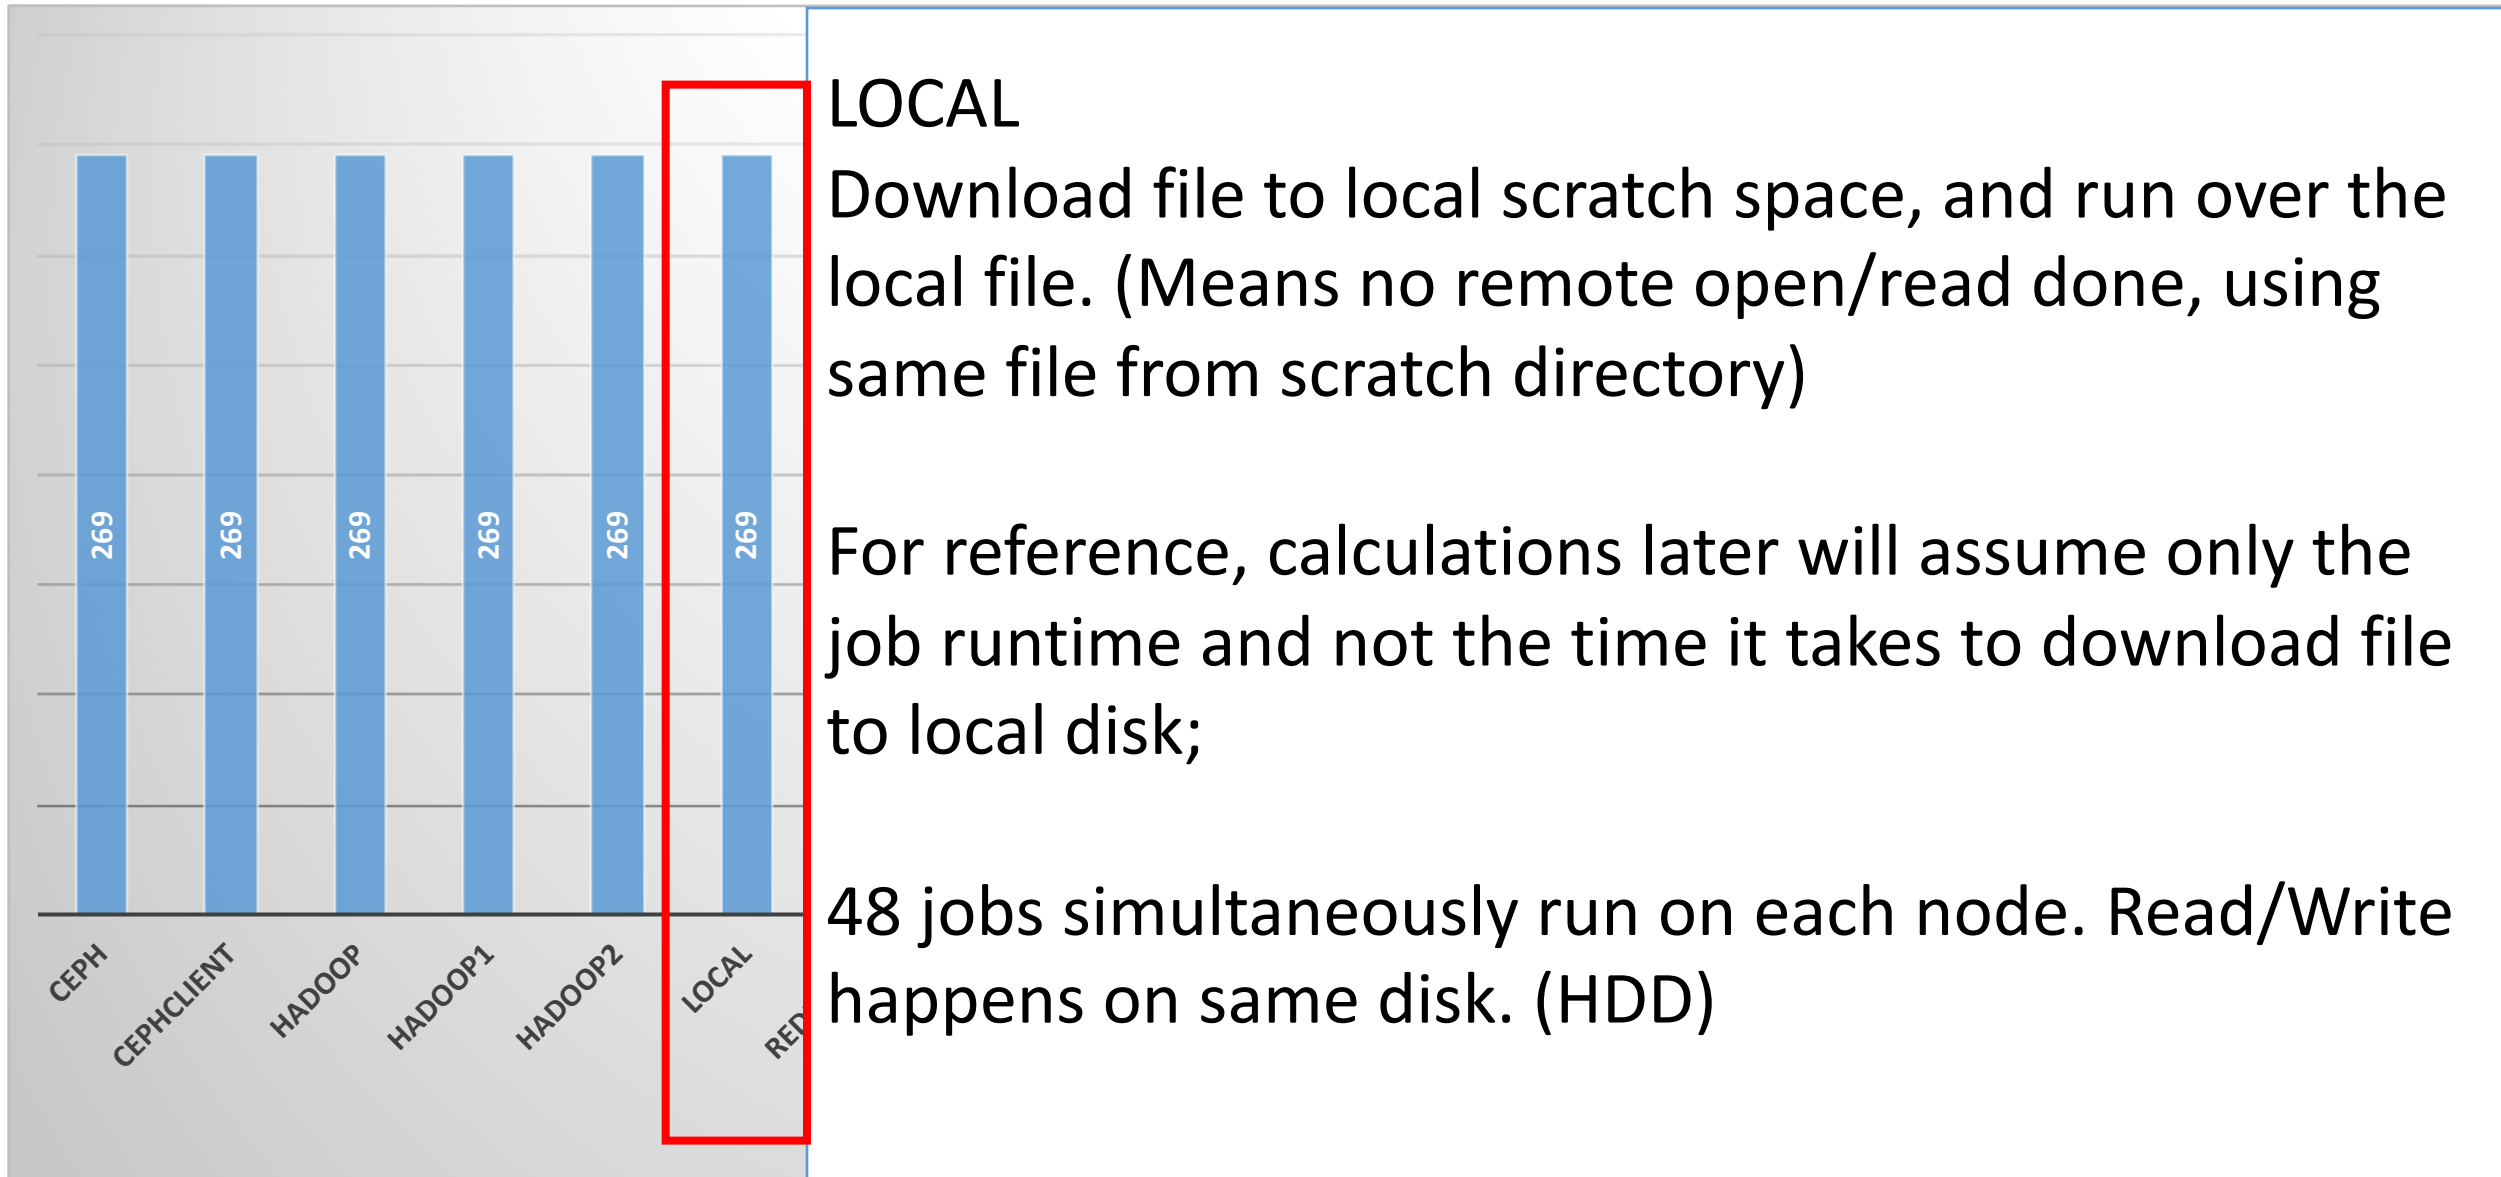 LOCAL
Download file to local scratch space, and run over the
local file. (Means no remote open/read done, using
same file from scratch directory)
For reference, calculations later will assume only the
job runtime and not the time it takes to download file
to local disk;
48 jobs simultaneously run on each node. Read/Write
happens on same disk. (HDD)
269
269
269
269
269
269
CEPH
CEPHCLIENT
HADOOP
HADOOP1
HADOOP2
LOCAL